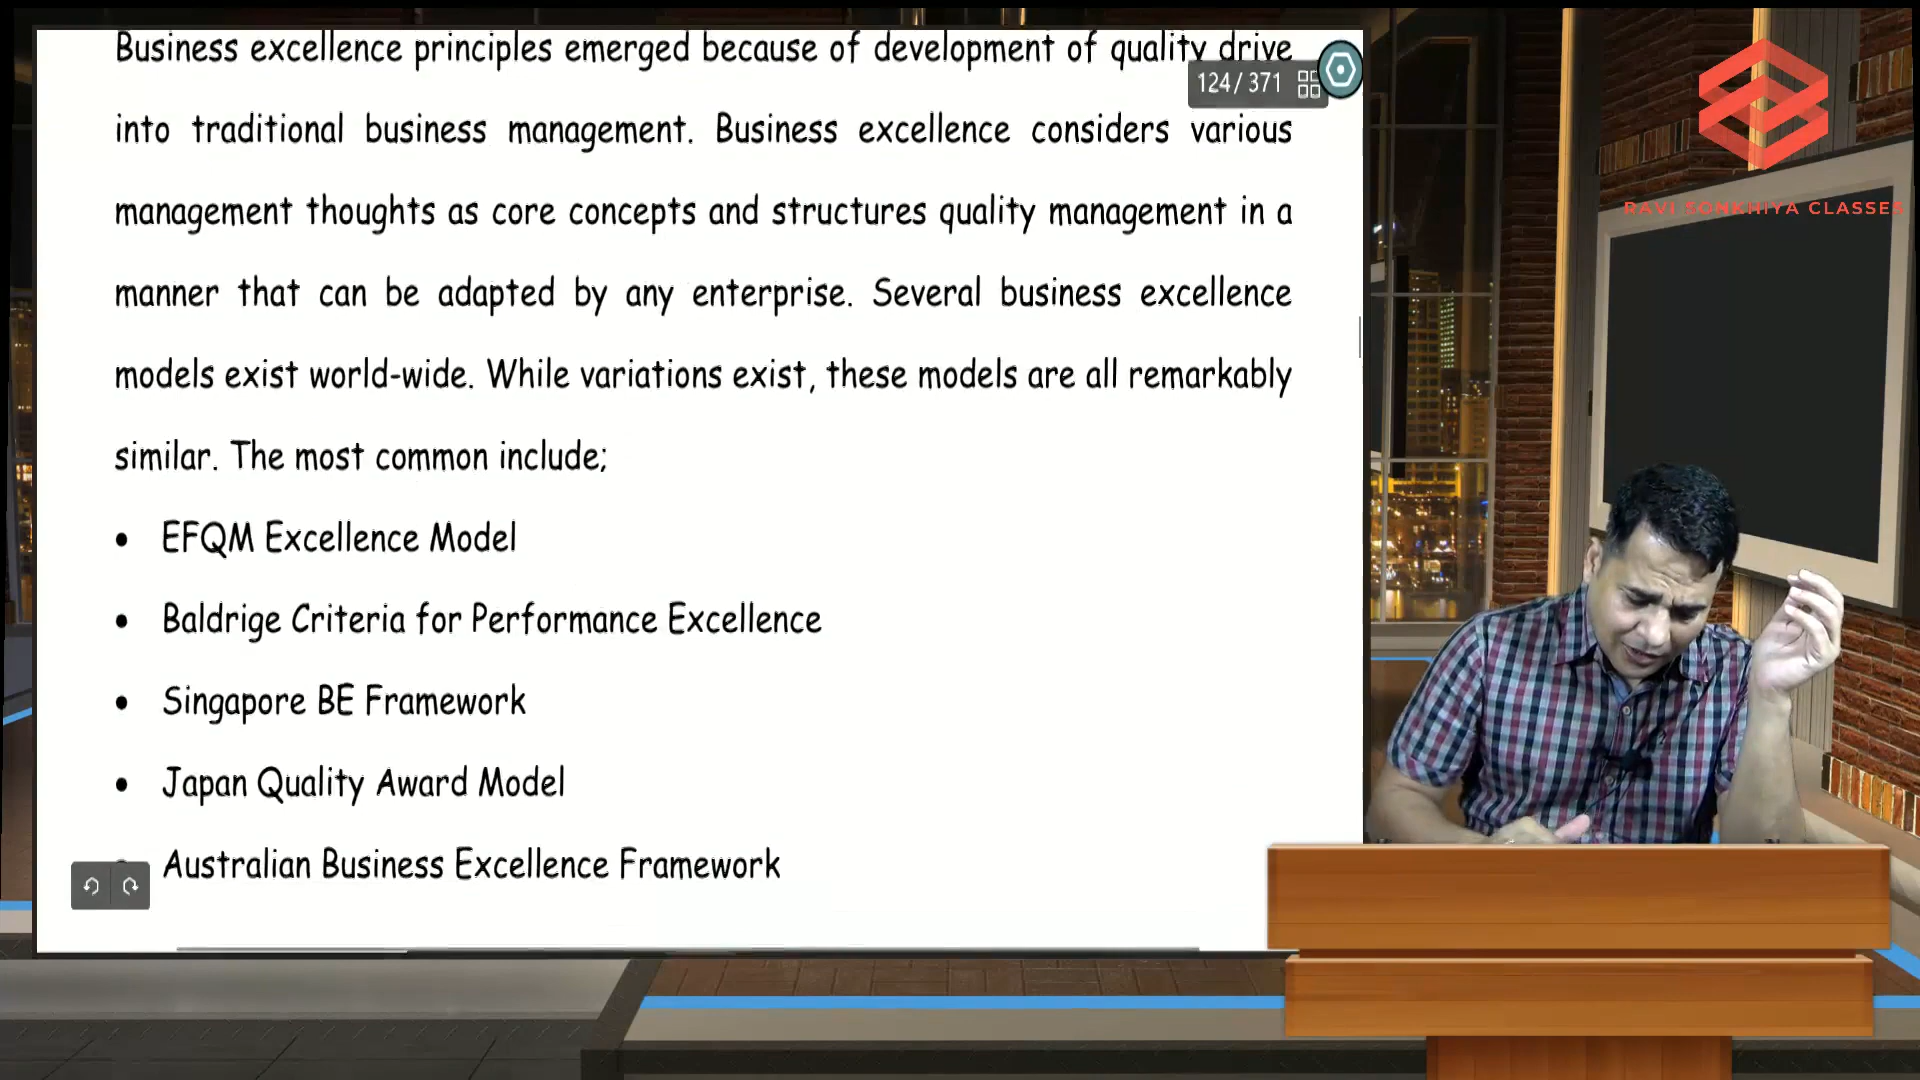 Business excellence principles emerged because of development of quality drive
124 / 371
into traditional business management. Business excellence considers various
management thoughts as core concepts and structures quality management in a
manner that can be adapted by any enterprise. Several business excellence
models exist world-wide. While variations exist, these models are all remarkably
similar. The most common include;
• EFQM Excellence Model
• Baldrige Criteria for Performance Excellence
• Singapore BE Framework
• Japan Quality Award Model
Australian Business Excellence Framework
RAVI SONKHIYA CLASSES